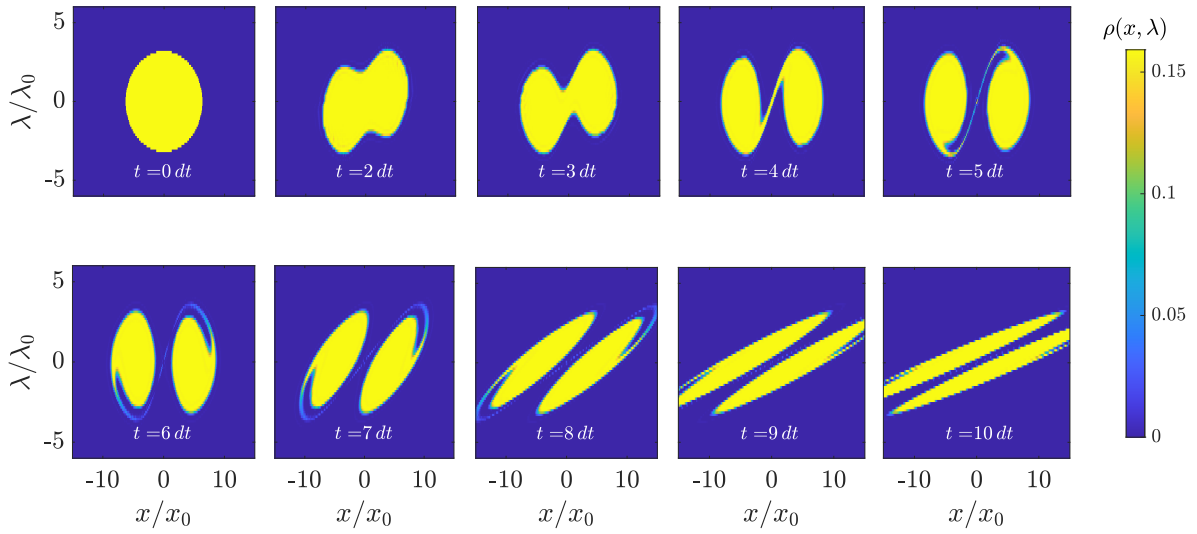 ρ(x, λ)
5
0
-5
λ/λ₀
t =0 dt
t =2 dt
t =3 dt
t =4 dt
t =5 dt
0.15
0.1
0.05
0
5
0
-5
λ/λ₀
t =6 dt
t =7 dt
t =8 dt
t =9 dt
t =10 dt
-10 0 10 -10 0 10 -10 0 10 -10 0 10 -10 0 10
x/x₀ x/x₀ x/x₀ x/x₀ x/x₀